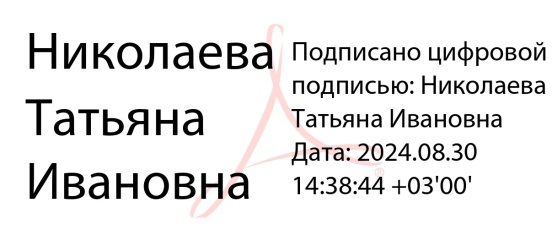 Николаева
Татьяна
Ивановна
Подписано цифровой
подписью: Николаева
Татьяна Ивановна
Дата: 2024.08.30
14:38:44 +03'00'